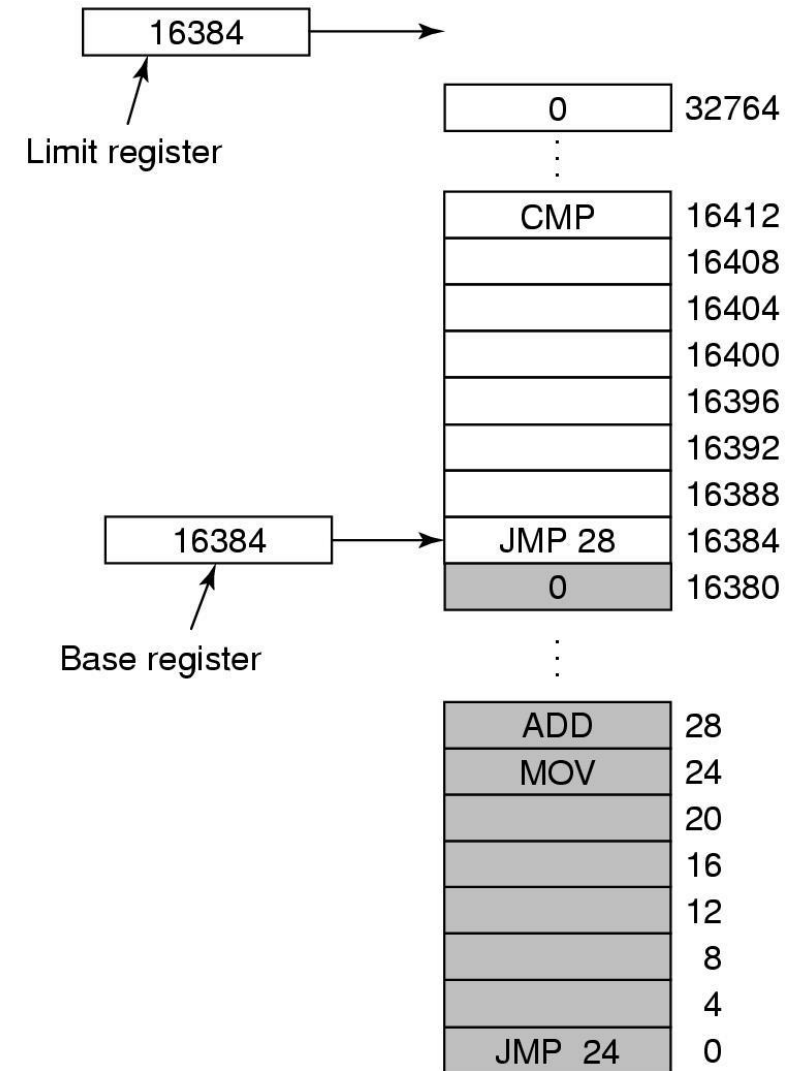 16384
Limit register
0 32764
CMP 16412
16408
16404
16400
16396
16392
16388
16384 JMP 28 16384
0 16380
Base register
ADD 28
MOV 24
20
16
12
8
4
JMP 24 0